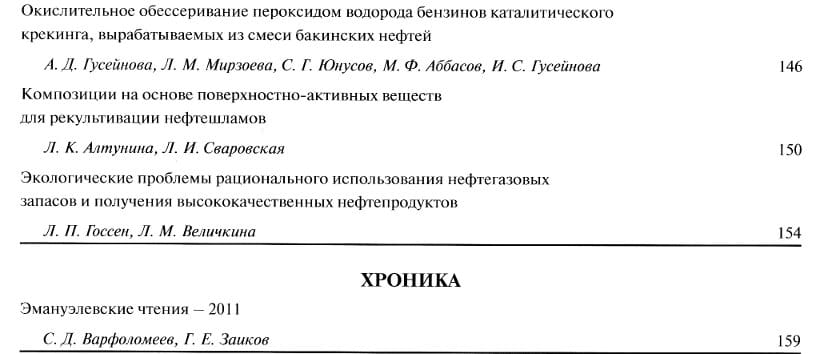 Окислительное обессеривание пероксидом водорода бензинов каталитического
крекинга, вырабатываемых из смеси бакинских нефтей
А. Д. Гусейнова, Л. М. Мирзоева, С. Г. Юнусов, М. Ф. Аббасов, И. С. Гусейнова 146
Композиции на основе поверхностно-активных веществ
для рекультивации нефтешламов
Л. К. Алтунина, Л. И. Сваровская 150
Экологические проблемы рационального использования нефтегазовых
запасов и получения высококачественных нефтепродуктов
Л. П. Госсен, Л. М. Величкина 154
ХРОНИКА
Эмануэлевские чтения – 2011
С. Д. Варфоломеев, Г. Е. Заиков 159